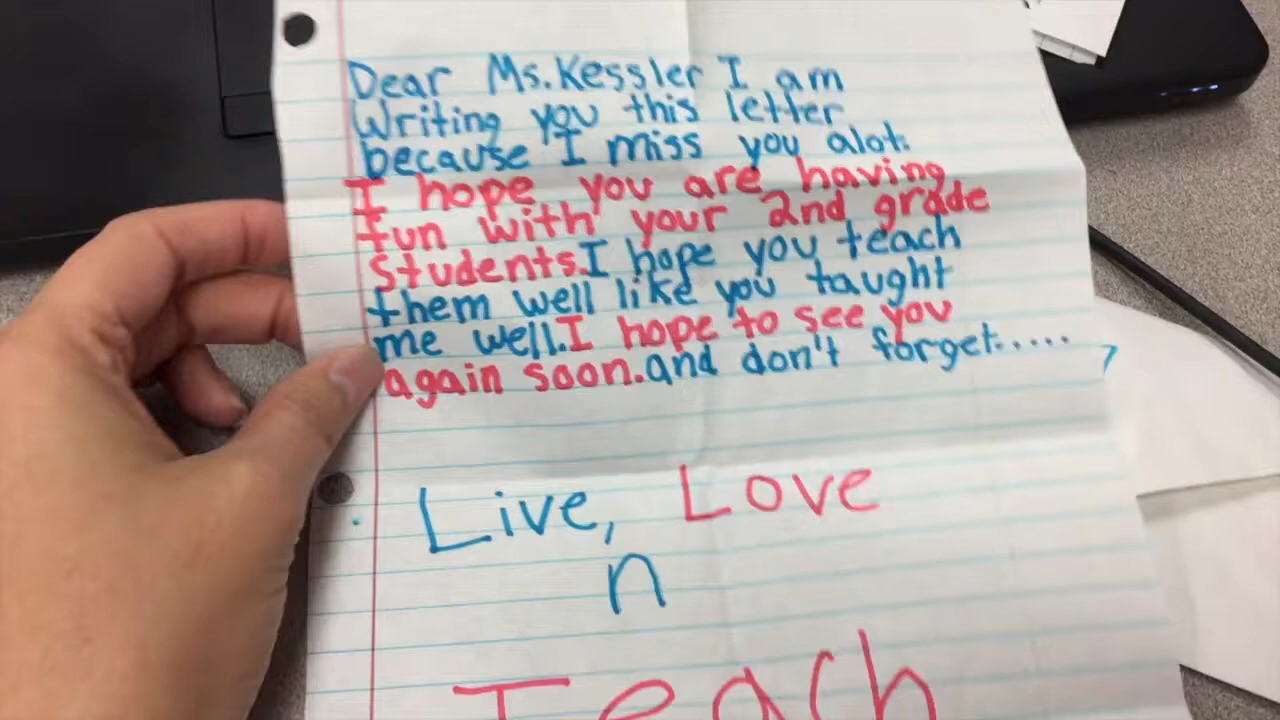 Dear Ms.Kessler I am
Writing you this letter
because I miss you alot.
I hope you are having
fun with your 2nd grade
Students.I hope you teach
them well like you taught
me well.I hope to see you
again soon.and don't forget.....
Live, Love
n
Teach